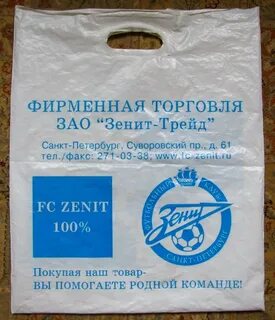 ФИРМЕННАЯ ТОРГОВЛЯ
ЗАО "Зенит-Трейд"
Санкт-Петербург, Суворовский пр., д. 61
тел./факс: 271-03-38; www.fc-zenit.ru
FC ZENIT
100%
ФУТБОЛЬНЫЙ КЛУБ
Зенит
САНКТ-ПЕТЕРБУРГ
Покупая наш товар-
ВЫ ПОМОГАЕТЕ РОДНОЙ КОМАНДЕ!